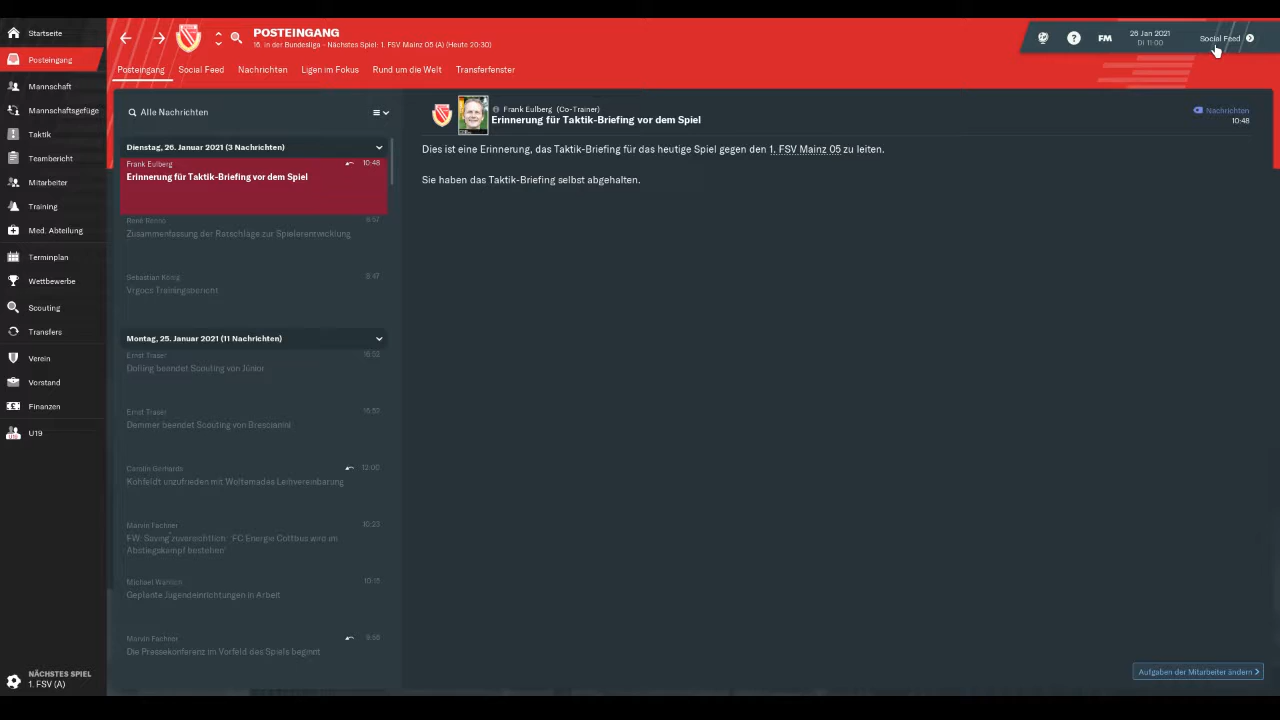 Startseite
Posteingang
Mannschaft
Mannschaftsgefüge
Taktik
Teambericht
Mitarbeiter
Training
Med. Abteilung
Terminplan
Wettbewerbe
Scouting
Transfers
Verein
Vorstand
Finanzen
U19
NÄCHSTES SPIEL
1. FSV (A)
POSTEINGANG
16. in der Bundesliga - Nächstes Spiel: 1. FSV Mainz 05 (A) (Heute 20:30)
FM
26 Jan 2021
DI 11:00
Social Feed
Posteingang Social Feed Nachrichten Ligen im Fokus Rund um die Welt Transferfenster
Alle Nachrichten
Dienstag, 26. Januar 2021 (3 Nachrichten)
Frank Eulberg 10:48
Erinnerung für Taktik-Briefing vor dem Spiel
René Renno 8:57
Zusammenfassung der Ratschläge zur Spielerentwicklung
Sebastian König 8:47
Vrgocs Trainingsbericht
Montag, 25. Januar 2021 (11 Nachrichten)
Ernst Traser 16:52
Dolling beendet Scouting von Júnior
Ernst Traser 15:52
Demmer beendet Scouting von Brescianini
Carolin Gerhards 12:00
Kohfeldt unzufrieden mit Woltemades Leihvereinbarung
Marvin Fachner 10:23
FW: Saving zuversichtlich: 'FC Energie Cottbus wird im
Abstiegskampf bestehen'
Michael Wahlich 10:15
Geplante Jugendeinrichtungen in Arbeit
Marvin Fachner 9:56
Die Pressekonferenz im Vorfeld des Spiels beginnt
Frank Eulberg (Co-Trainer)
Erinnerung für Taktik-Briefing vor dem Spiel
Nachrichten
10:48
Dies ist eine Erinnerung, das Taktik-Briefing für das heutige Spiel gegen den 1. FSV Mainz 05 zu leiten.
Sie haben das Taktik-Briefing selbst abgehalten.
Aufgaben der Mitarbeiter ändern